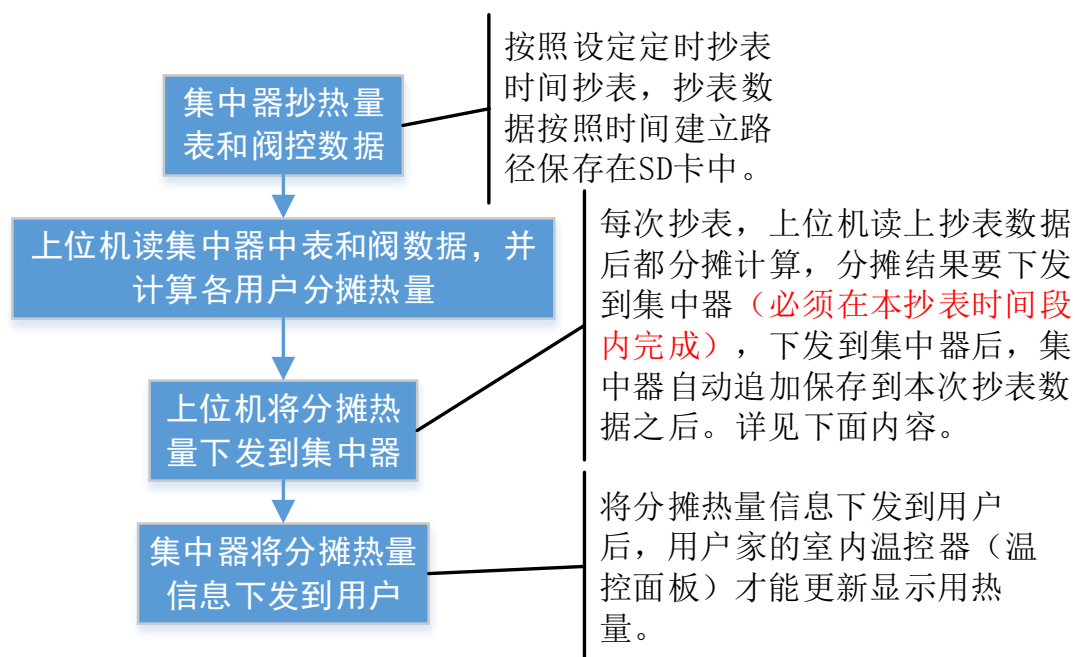 集中器抄热量
表和阀控数据
按照设定定时抄表
时间抄表，抄表数
据按照时间建立路
径保存在SD卡中。
上位机读集中器中表和阀数据，并
计算各用户分摊热量
每次抄表，上位机读上抄表数据
后都分摊计算，分摊结果要下发
到集中器（必须在本抄表时间段
内完成），下发到集中器后，集
中器自动追加保存到本次抄表数
据之后。详见下面内容。
上位机将分摊热
量下发到集中器
集中器将分摊热量
信息下发到用户
将分摊热量信息下发到用户
后，用户家的室内温控器（温
控面板）才能更新显示用热
量。